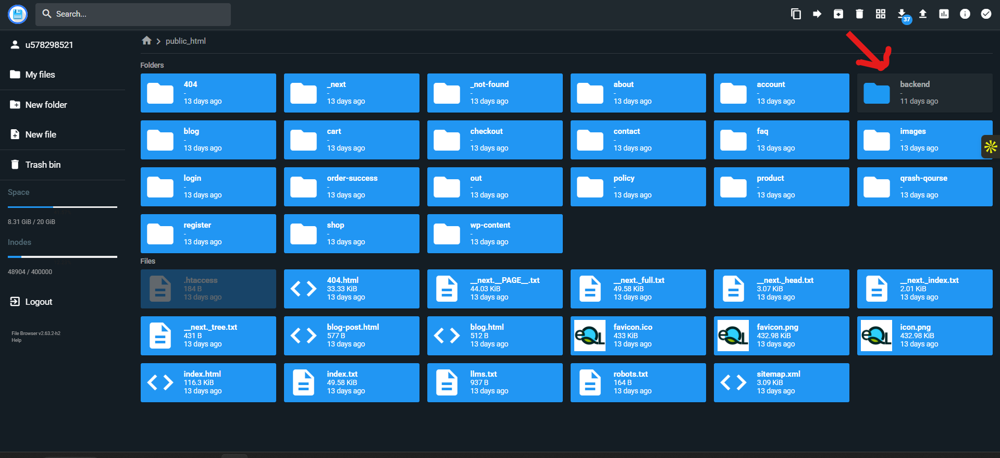 Search...
37
u578298521
My files
New folder
New file
Trash bin
Space
8.31 GiB / 20 GiB
Inodes
48904 / 400000
Logout
File Browser v2.63.2-h2
Help
public_html
Folders
404
-
13 days ago
_next
-
13 days ago
_not-found
-
13 days ago
about
-
13 days ago
account
-
13 days ago
backend
-
11 days ago
blog
-
13 days ago
cart
-
13 days ago
checkout
-
13 days ago
contact
-
13 days ago
faq
-
13 days ago
images
-
13 days ago
login
-
13 days ago
order-success
-
13 days ago
out
-
13 days ago
policy
-
13 days ago
product
-
13 days ago
qrash-qourse
-
13 days ago
register
-
13 days ago
shop
-
13 days ago
wp-content
-
13 days ago
Files
.htaccess
184 B
13 days ago
404.html
33.33 KiB
13 days ago
__next.__PAGE__.txt
44.03 KiB
13 days ago
__next._full.txt
49.58 KiB
13 days ago
__next._head.txt
3.07 KiB
13 days ago
__next._index.txt
2.01 KiB
13 days ago
__next._tree.txt
431 B
13 days ago
blog-post.html
577 B
13 days ago
blog.html
512 B
13 days ago
eQL
favicon.ico
433 KiB
13 days ago
eQL
favicon.png
432.98 KiB
13 days ago
eQL
icon.png
432.98 KiB
13 days ago
index.html
116.3 KiB
13 days ago
index.txt
49.58 KiB
13 days ago
llms.txt
937 B
13 days ago
robots.txt
164 B
13 days ago
sitemap.xml
3.09 KiB
13 days ago